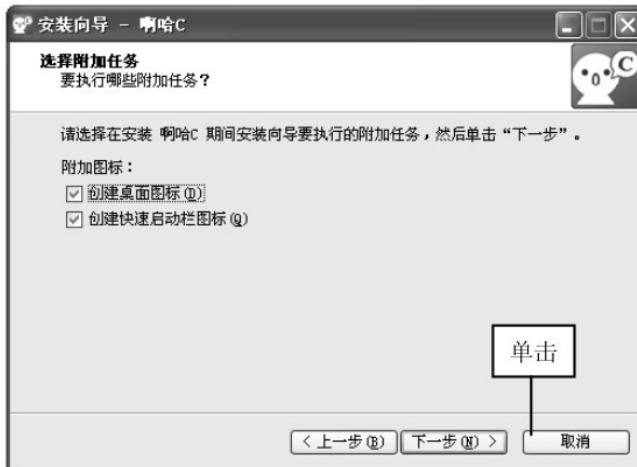 安装向导 - 啊哈C
选择附加任务
要执行哪些附加任务？
C
请选择在安装 啊哈C 期间安装向导要执行的附加任务，然后单击“下一步”。
附加图标：
创建桌面图标(D)
创建快速启动栏图标(Q)
单击
< 上一步(B) 下一步(N) > 取消